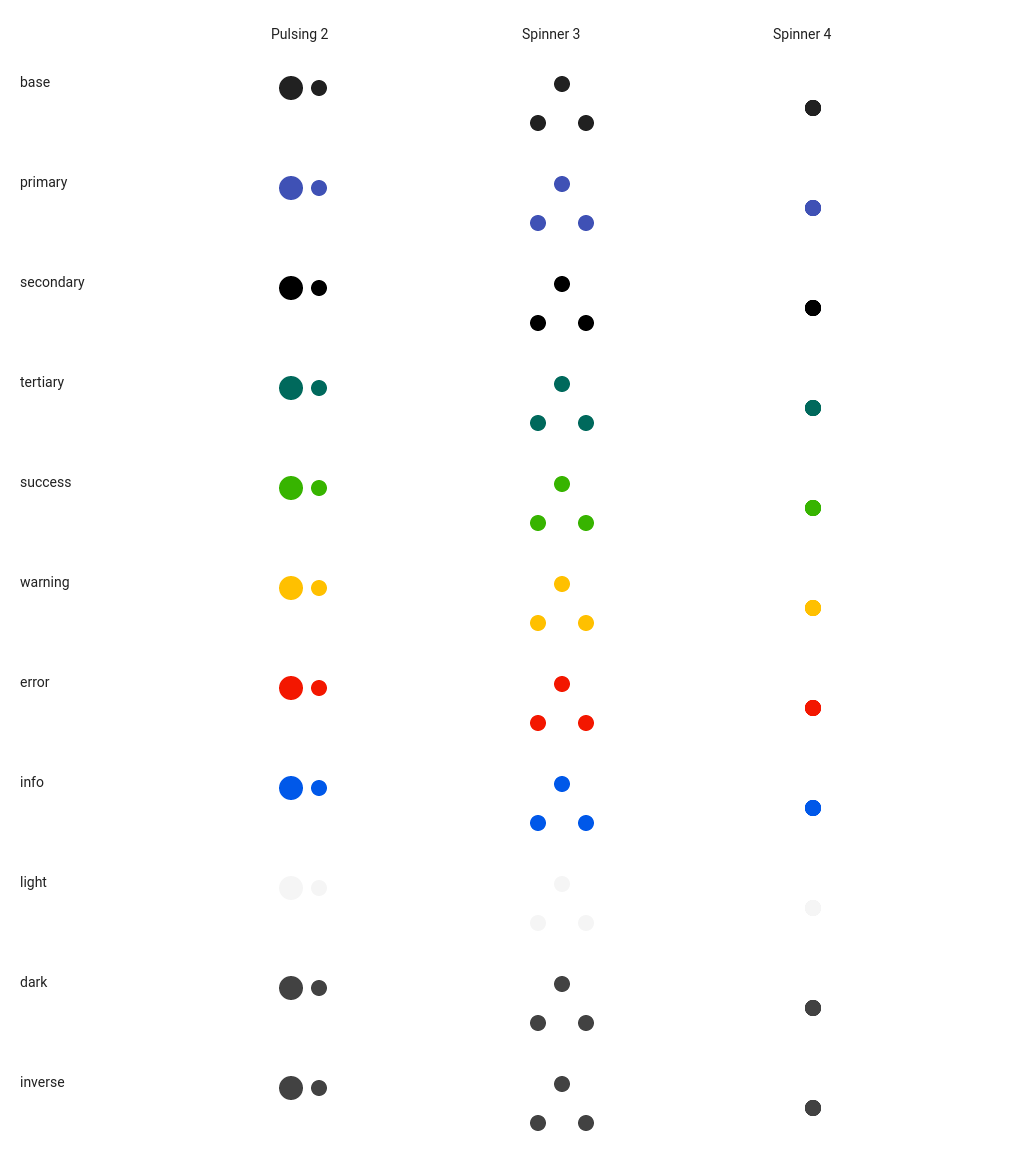 Pulsing 2 Spinner 3 Spinner 4
base
primary
secondary
tertiary
success
warning
error
info
light
dark
inverse